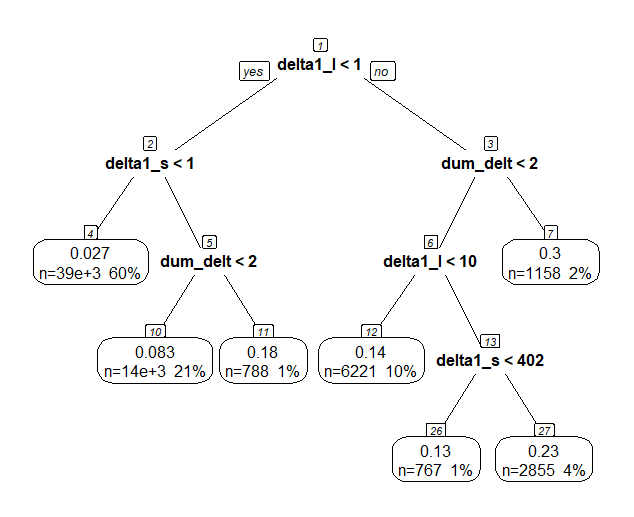 1
delta1_l < 1
yes
no
2
delta1_s < 1
3
dum_delt < 2
4
0.027
n=39e+3 60%
5
dum_delt < 2
6
delta1_l < 10
7
0.3
n=1158 2%
10
0.083
n=14e+3 21%
11
0.18
n=788 1%
12
0.14
n=6221 10%
13
delta1_s < 402
26
0.13
n=767 1%
27
0.23
n=2855 4%